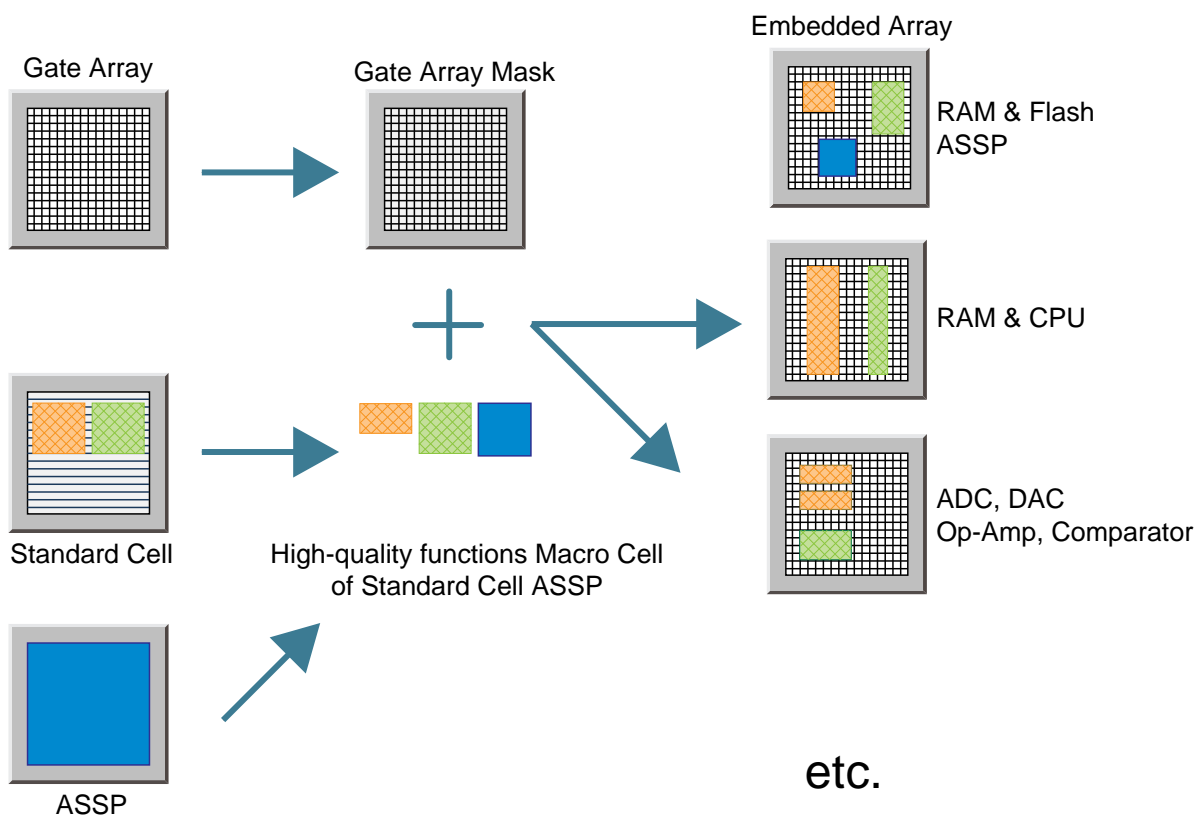 Gate Array
Gate Array Mask
Embedded Array
RAM & Flash
ASSP
RAM & CPU
Standard Cell
High-quality functions Macro Cell
of Standard Cell ASSP
ADC, DAC
Op-Amp, Comparator
ASSP
etc.